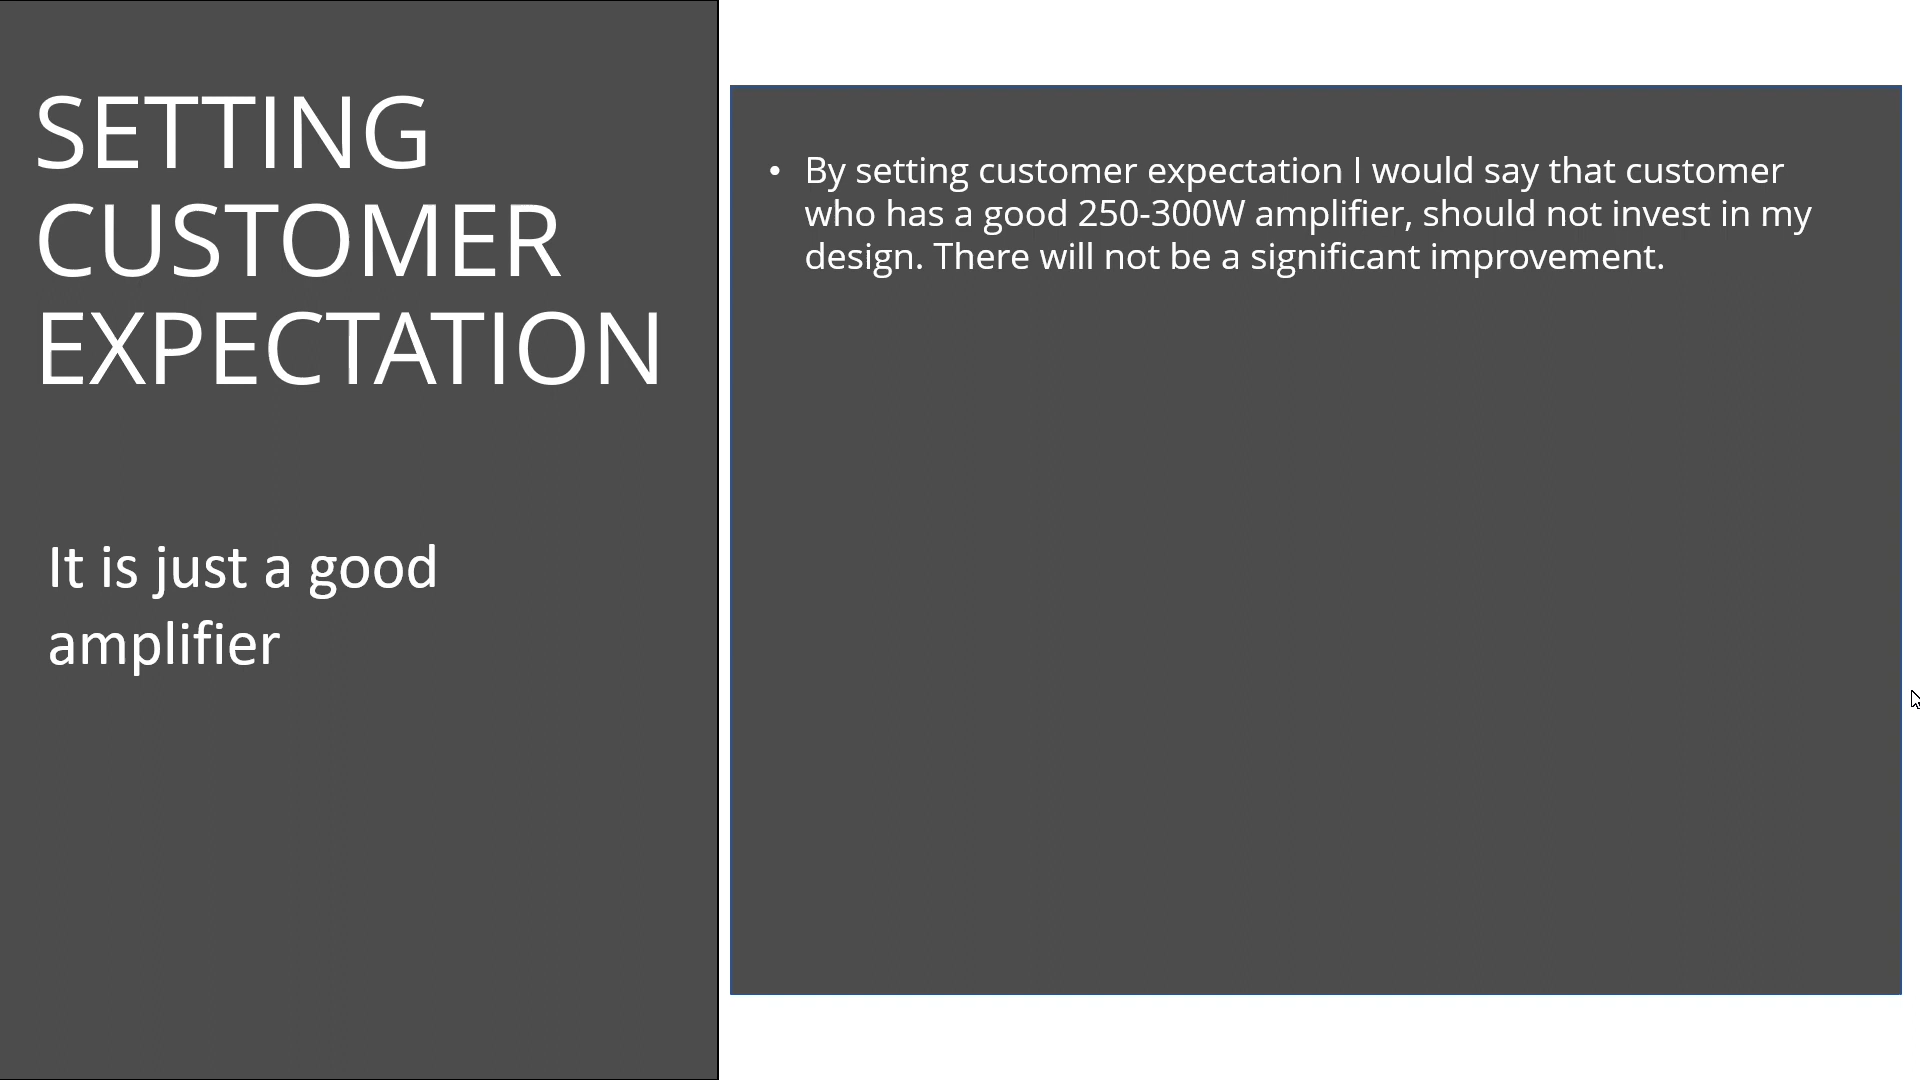 SETTING
CUSTOMER
EXPECTATION
It is just a good
amplifier
• By setting customer expectation I would say that customer
who has a good 250-300W amplifier, should not invest in my
design. There will not be a significant improvement.